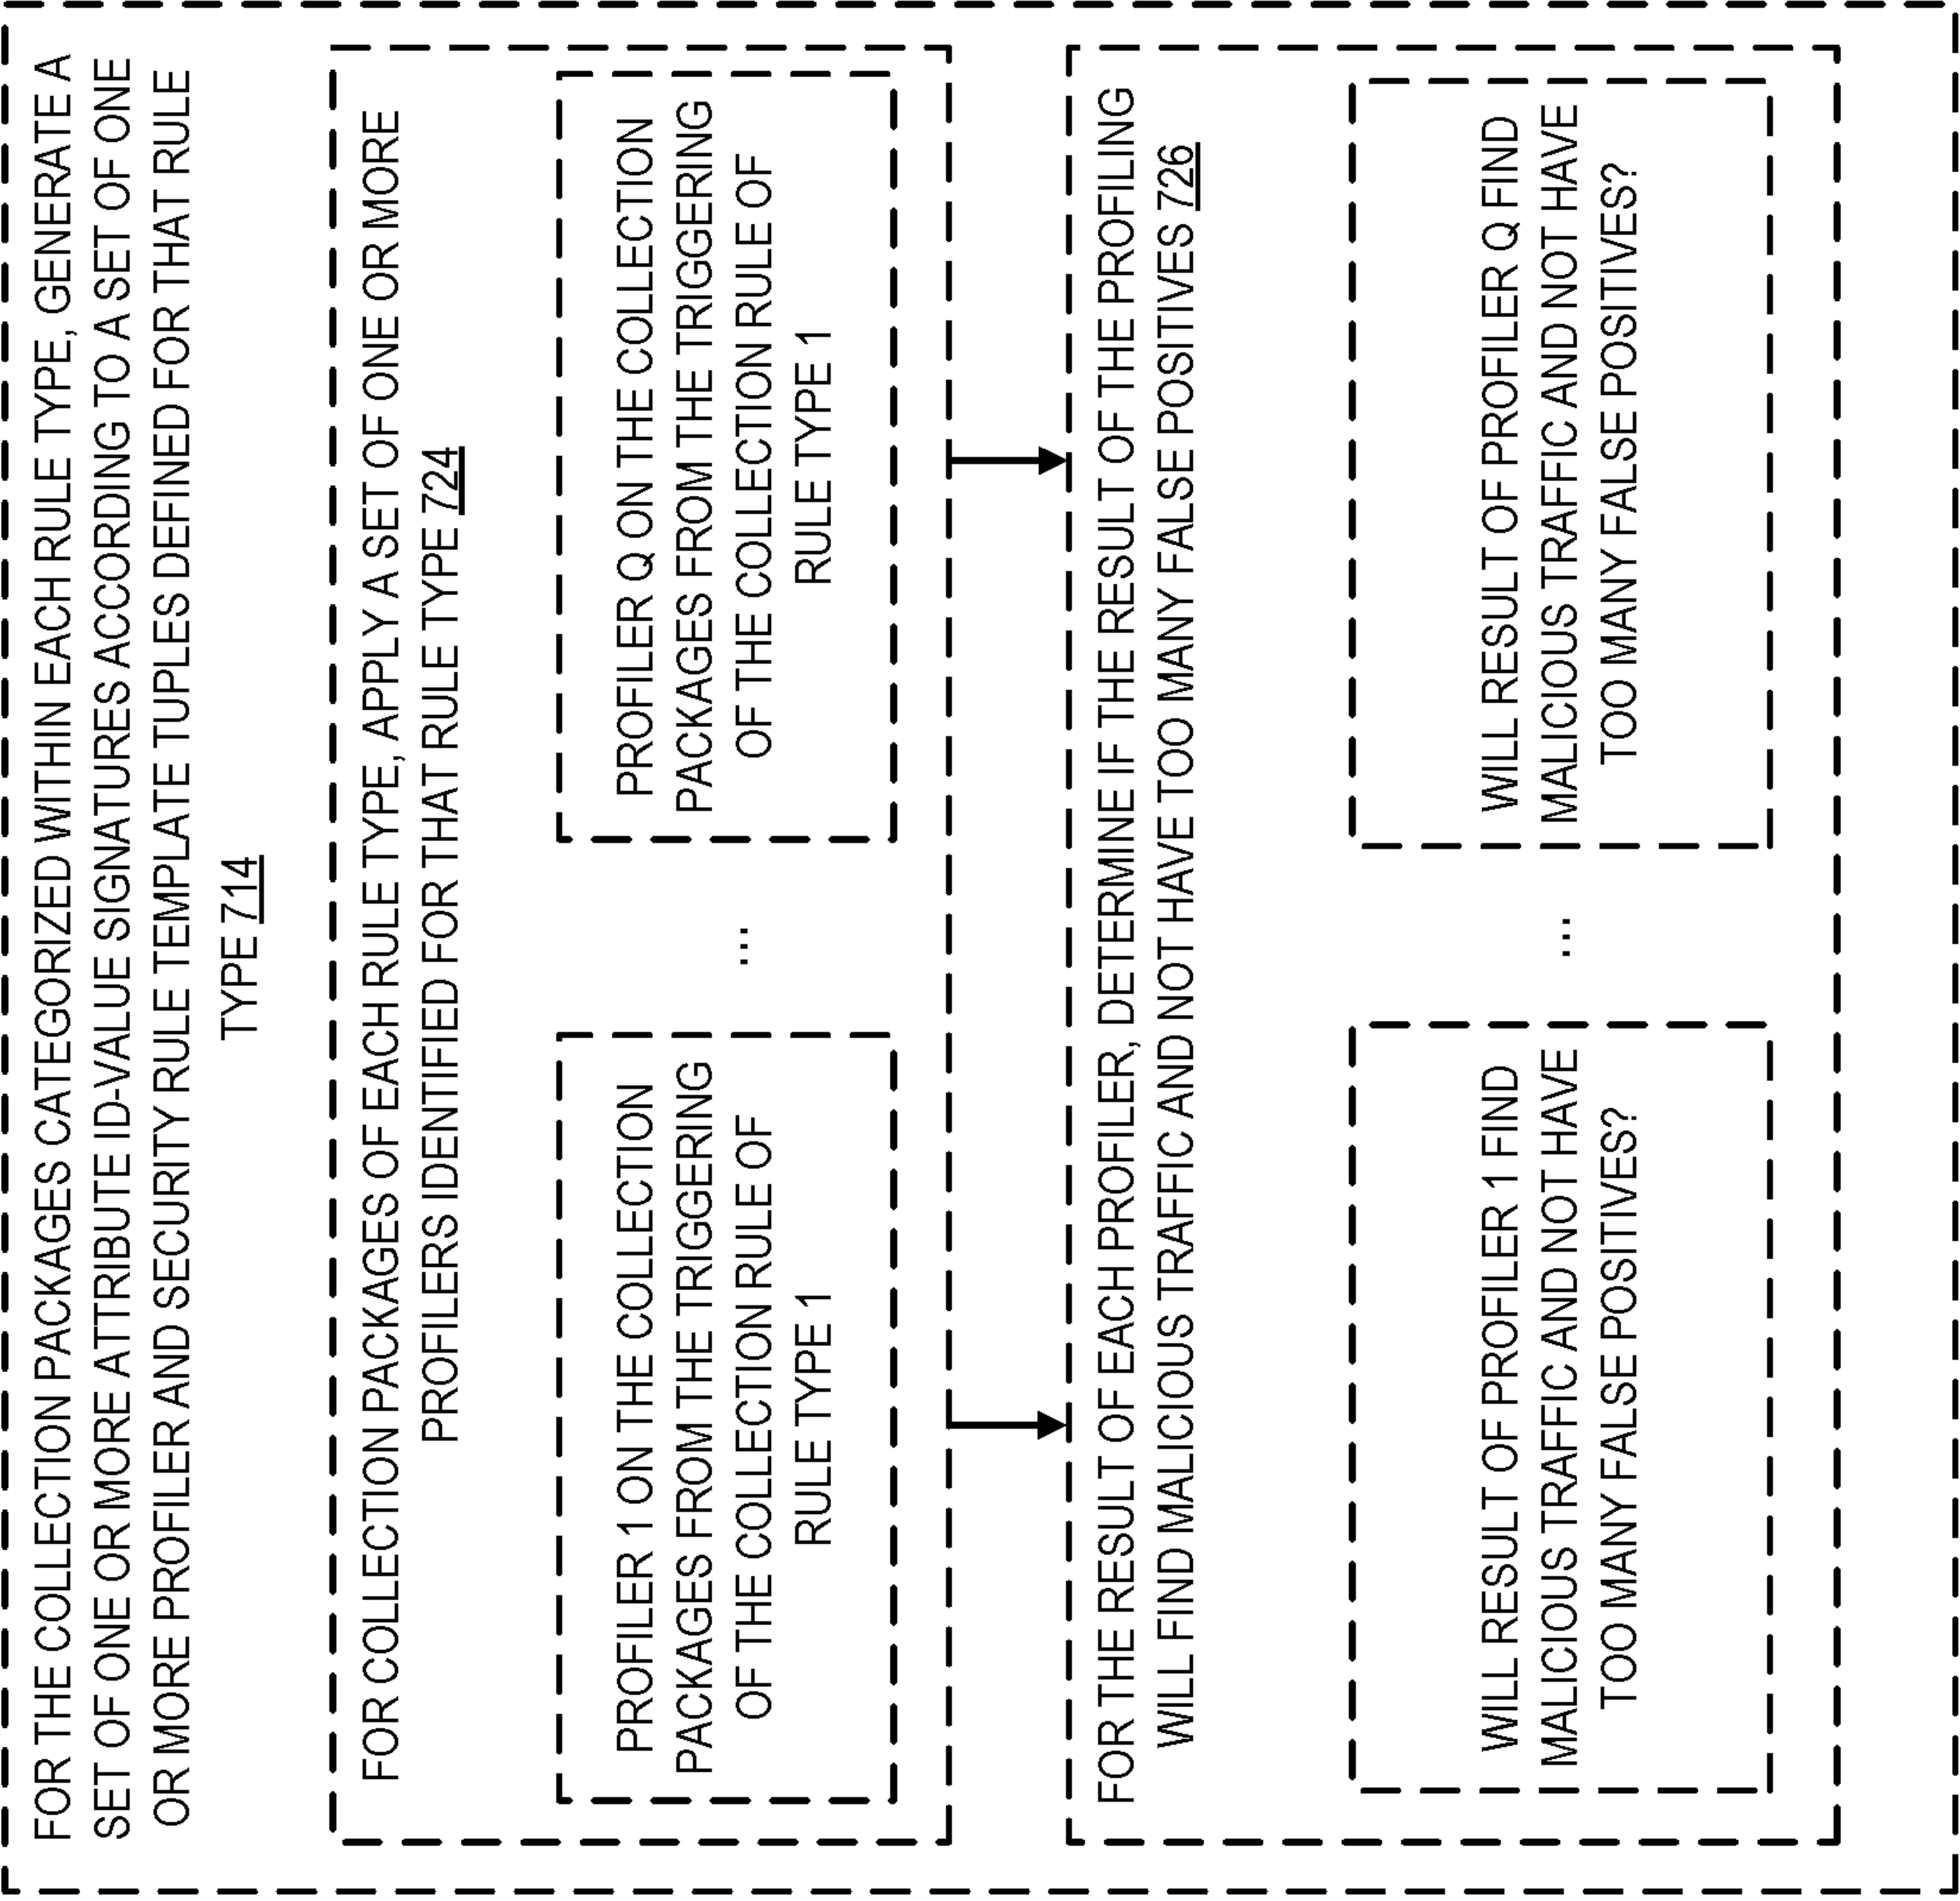 FOR THE COLLECTION PACKAGES CATEGORIZED WITHIN EACH RULE TYPE, GENERATE A
SET OF ONE OR MORE ATTRIBUTE ID-VALUE SIGNATURES ACCORDING TO A SET OF ONE
OR MORE PROFILER AND SECURITY RULE TEMPLATE TUPLES DEFINED FOR THAT RULE
TYPE 714
FOR COLLECTION PACKAGES OF EACH RULE TYPE, APPLY A SET OF ONE OR MORE
PROFILERS IDENTIFIED FOR THAT RULE TYPE 724
PROFILER 1 ON THE COLLECTION
PACKAGES FROM THE TRIGGERING
OF THE COLLECTION RULE OF
RULE TYPE 1
...
PROFILER Q ON THE COLLECTION
PACKAGES FROM THE TRIGGERING
OF THE COLLECTION RULE OF
RULE TYPE 1
FOR THE RESULT OF EACH PROFILER, DETERMINE IF THE RESULT OF THE PROFILING
WILL FIND MALICIOUS TRAFFIC AND NOT HAVE TOO MANY FALSE POSITIVES 726
WILL RESULT OF PROFILER 1 FIND
MALICIOUS TRAFFIC AND NOT HAVE
TOO MANY FALSE POSITIVES?
...
WILL RESULT OF PROFILER Q FIND
MALICIOUS TRAFFIC AND NOT HAVE
TOO MANY FALSE POSITIVES?